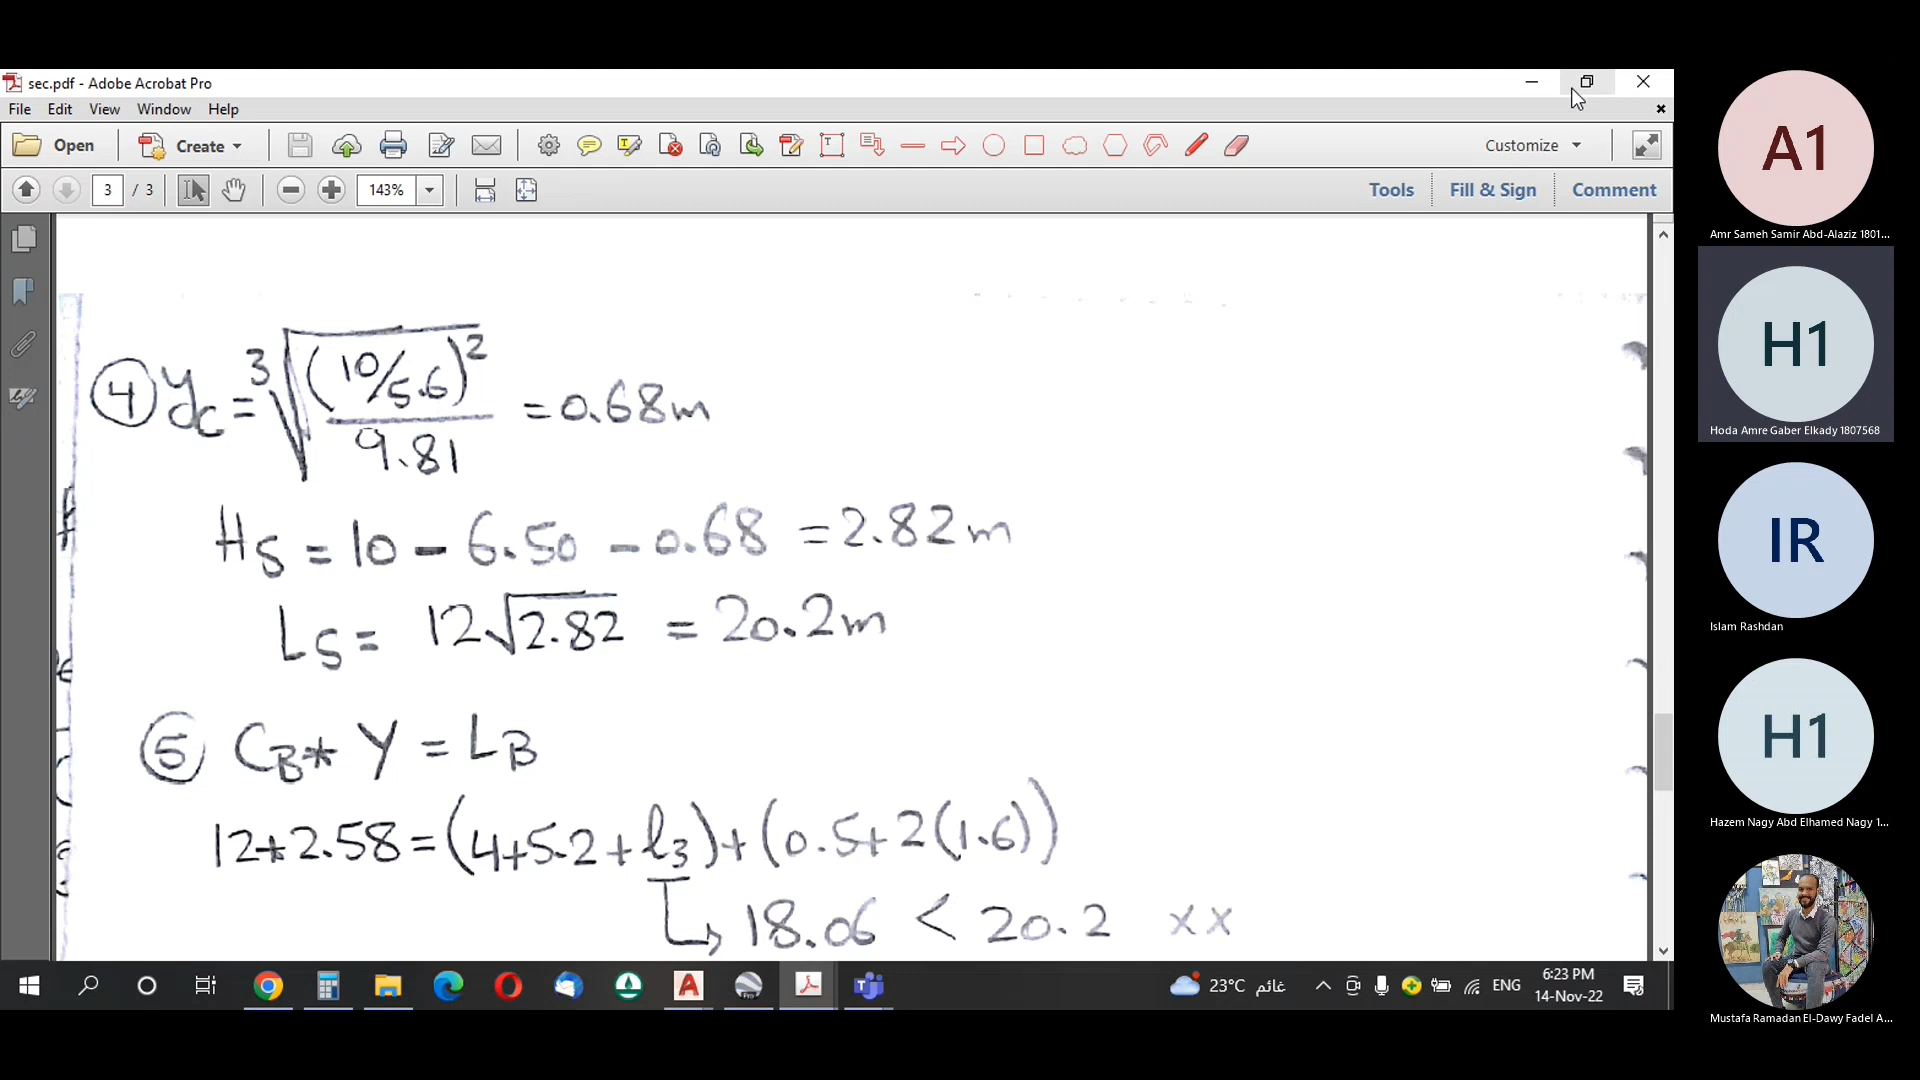 sec.pdf - Adobe Acrobat Pro
File Edit View Window Help
Open Create Customize
3 / 3 143% Tools Fill & Sign Comment
④ yc = ∛((10/5.6)² / 9.81) = 0.68m
Hs = 10 - 6.50 - 0.68 = 2.82m
Ls = 12√2.82 = 20.2m
⑤ CB * Y = LB
12*2.58 = (4+5.2+l3)+(0.5+2(1.6))
↳ 18.06 < 20.2 xx
A1
Amr Sameh Samir Abd-Alaziz 1801...
H1
Hoda Amre Gaber Elkady 1807568
IR
Islam Rashdan
H1
Hazem Nagy Abd Elhamed Nagy 1...
Mustafa Ramadan El-Dawy Fadel A...
23°C غائم ENG 6:23 PM
14-Nov-22